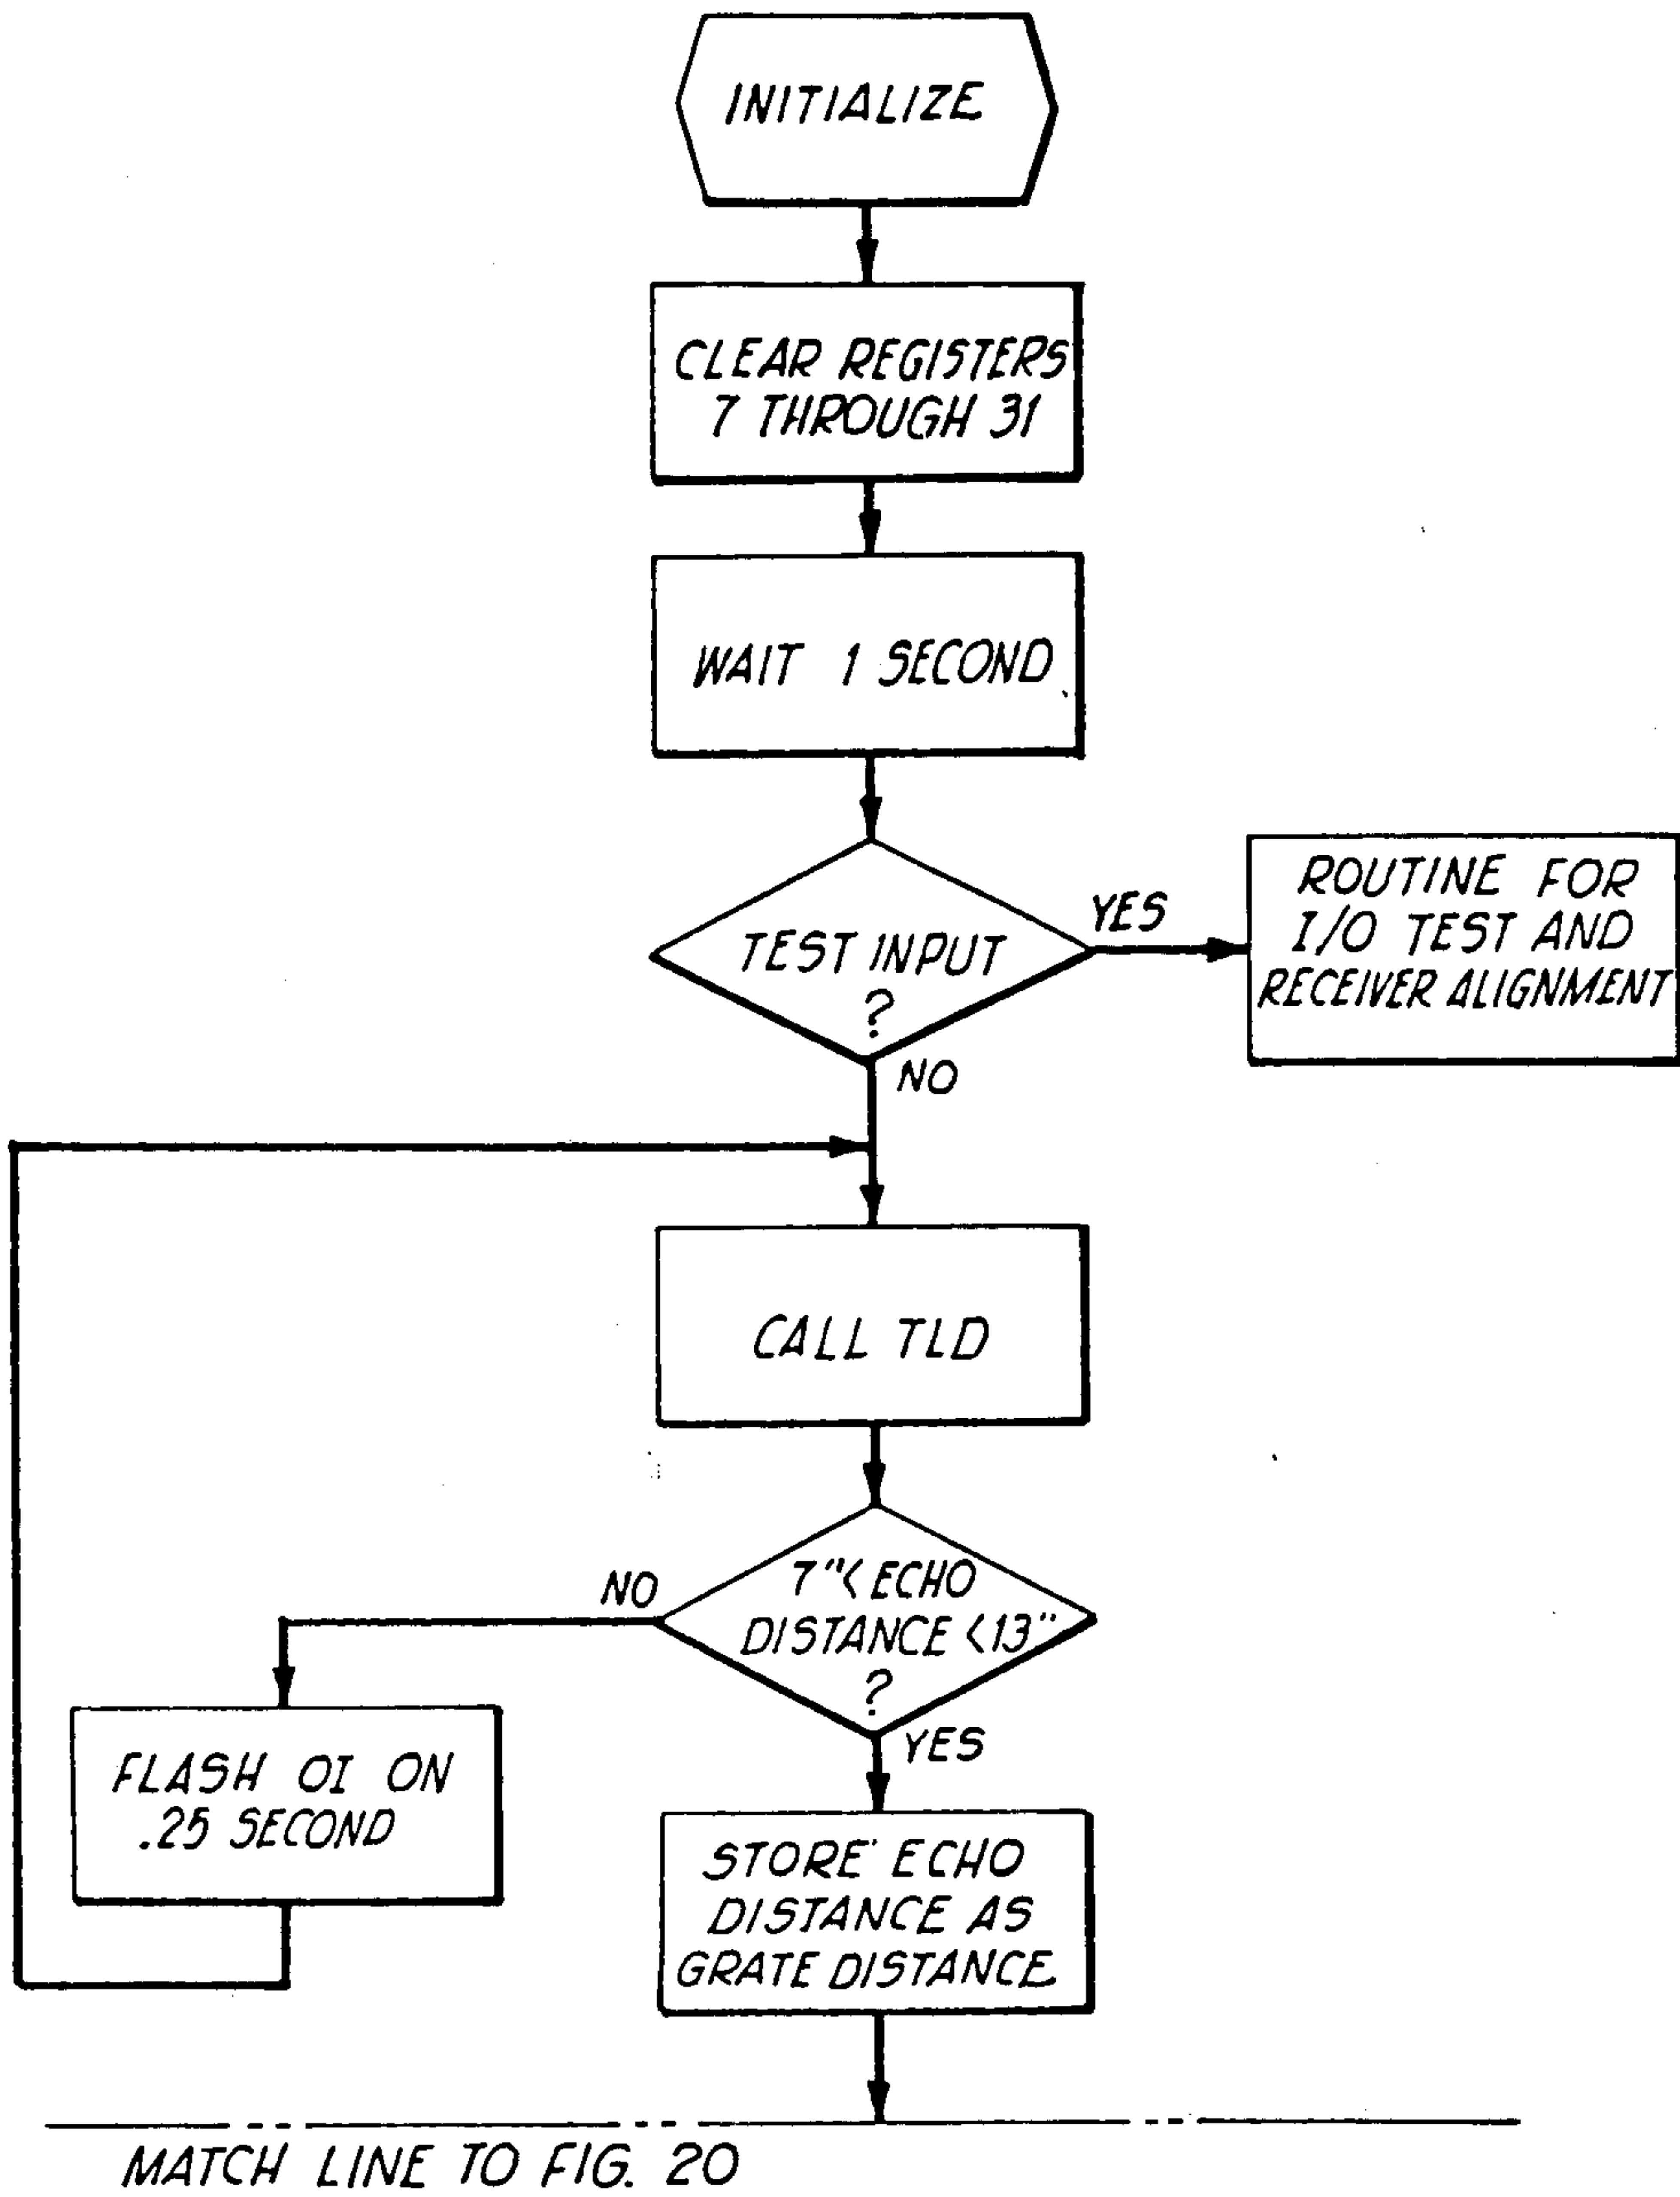 INITIALIZE
CLEAR REGISTERS
7 THROUGH 31
WAIT 1 SECOND
TEST INPUT
?
YES
ROUTINE FOR
I/O TEST AND
RECEIVER ALIGNMENT
NO
CALL TLD
7"< ECHO
DISTANCE <13"
?
NO
YES
FLASH OI ON
.25 SECOND
STORE ECHO
DISTANCE AS
GRATE DISTANCE
MATCH LINE TO FIG. 20